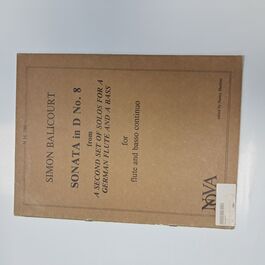 SIMON BALICOURT
SONATA in D No. 8
from
A SECOND SET OF SOLOS FOR A
GERMAN FLUTE AND A BASS
for
flute and basso continuo
NOVA